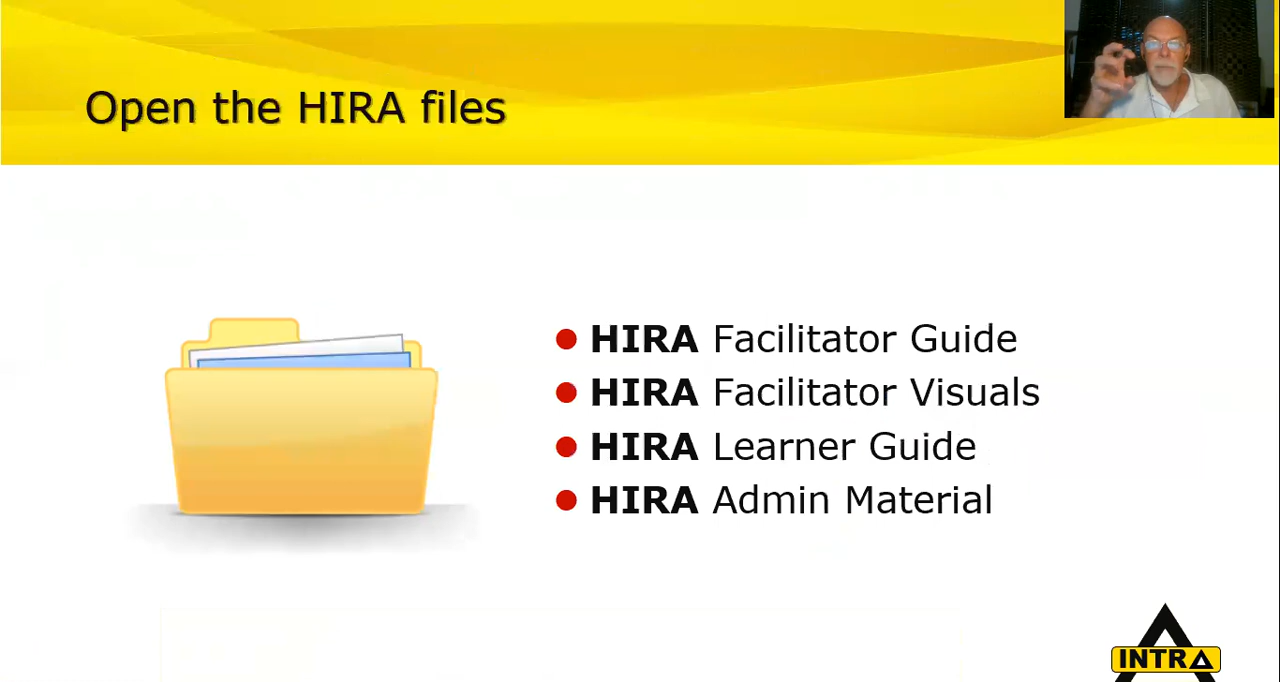 Open the HIRA files
HIRA Facilitator Guide
HIRA Facilitator Visuals
HIRA Learner Guide
HIRA Admin Material
INTRA